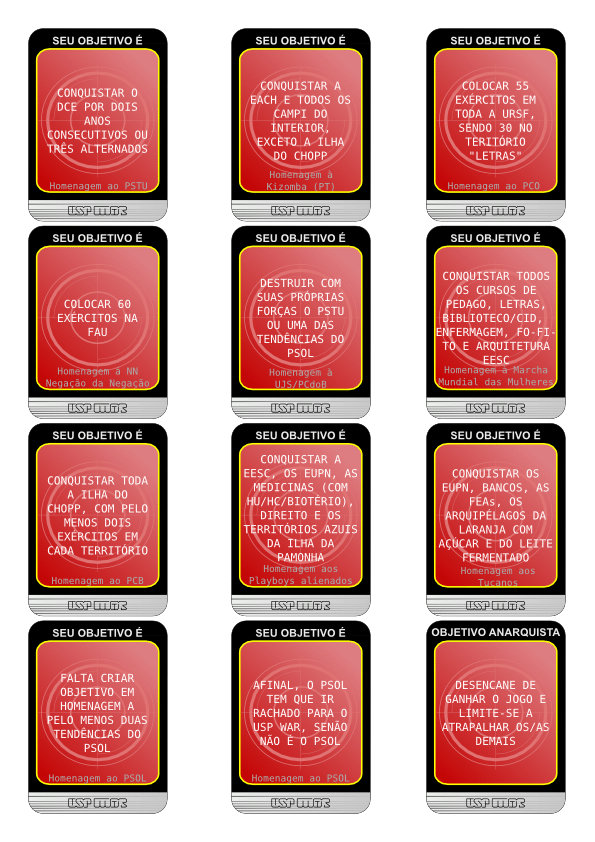 SEU OBJETIVO É
CONQUISTAR O
DCE POR DOIS
ANOS
CONSECUTIVOS OU
TRÊS ALTERNADOS
Homenagem ao PSTU
USP WAR
SEU OBJETIVO É
CONQUISTAR A
EACH E TODOS OS
CAMPI DO
INTERIOR,
EXCETO A ILHA
DO CHOPP
Homenagem à
Kizomba (PT)
USP WAR
SEU OBJETIVO É
COLOCAR 55
EXÉRCITOS EM
TODA A URSF,
SENDO 30 NO
TERITÓRIO
"LETRAS"
Homenagem ao PCO
USP WAR
SEU OBJETIVO É
COLOCAR 60
EXÉRCITOS NA
FAU
Homenagem à NN
Negação da Negação
USP WAR
SEU OBJETIVO É
DESTRUIR COM
SUAS PRÓPRIAS
FORÇAS O PSTU
OU UMA DAS
TENDÊNCIAS DO
PSOL
Homenagem à
UJS/PCdoB
USP WAR
SEU OBJETIVO É
CONQUISTAR TODOS
OS CURSOS DE
PEDAGO, LETRAS,
BIBLIOTECO/CID,
ENFERMAGEM, FO-FI-
TO E ARQUITETURA
EESC
Homenagem à Marcha
Mundial das Mulheres
USP WAR
SEU OBJETIVO É
CONQUISTAR TODA
A ILHA DO
CHOPP, COM PELO
MENOS DOIS
EXÉRCITOS EM
CADA TERRITÓRIO
Homenagem ao PCB
USP WAR
SEU OBJETIVO É
CONQUISTAR A
EESC, OS EUPN, AS
MEDICINAS (COM
HU/HC/BIOTÉRIO),
DIREITO E OS
TERRITÓRIOS AZUIS
DA ILHA DA
PAMONHA
Homenagem aos
Playboys alienados
USP WAR
SEU OBJETIVO É
CONQUISTAR OS
EUPN, BANCOS, AS
FEAs, OS
ARQUIPÉLAGOS DA
LARANJA COM
AÇÚCAR E DO LEITE
FERMENTADO
Homenagem aos
Tucanos
USP WAR
SEU OBJETIVO É
FALTA CRIAR
OBJETIVO EM
HOMENAGEM A
PELO MENOS DUAS
TENDÊNCIAS DO
PSOL
Homenagem ao PSOL
USP WAR
SEU OBJETIVO É
AFINAL, O PSOL
TEM QUE IR
RACHADO PARA O
USP WAR, SENÃO
NÃO É O PSOL
Homenagem ao PSOL
USP WAR
OBJETIVO ANARQUISTA
DESENCANE DE
GANHAR O JOGO E
LIMITE-SE A
ATRAPALHAR OS/AS
DEMAIS
USP WAR